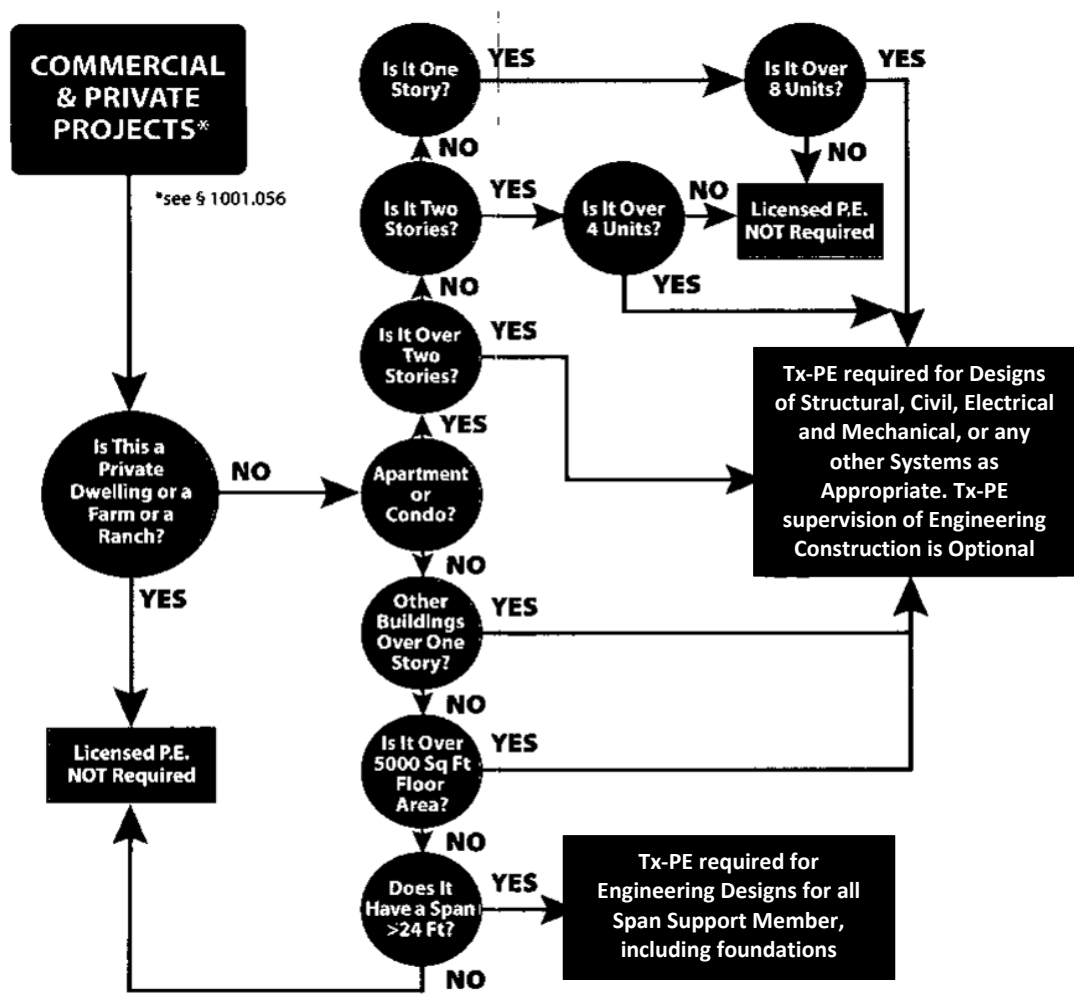 COMMERCIAL
& PRIVATE
PROJECTS*
*see § 1001.056
Is This a
Private
Dwelling or a
Farm or a
Ranch?
NO
YES
Licensed P.E.
NOT Required
Apartment
or
Condo?
YES
NO
Is It Over
Two
Stories?
YES
NO
Is It Two
Stories?
YES
NO
Is It One
Story?
YES
Is It Over
8 Units?
YES
NO
Is It Over
4 Units?
NO
YES
Licensed P.E.
NOT Required
Tx-PE required for Designs
of Structural, Civil, Electrical
and Mechanical, or any
other Systems as
Appropriate. Tx-PE
supervision of Engineering
Construction is Optional
Other
Buildings
Over One
Story?
YES
NO
Is It Over
5000 Sq Ft
Floor
Area?
YES
NO
Does It
Have a Span
>24 Ft?
YES
NO
Tx-PE required for
Engineering Designs for all
Span Support Member,
including foundations